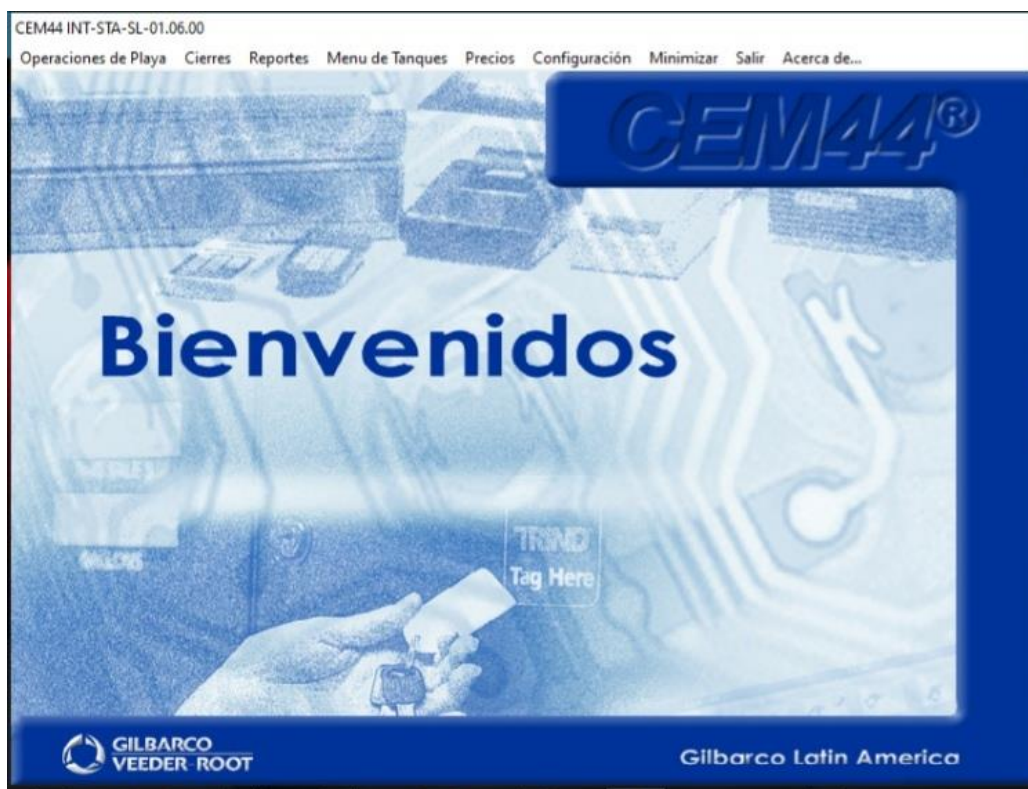 CEM44 INT-STA-SL-01.06.00
Operaciones de Playa Cierres Reportes Menu de Tanques Precios Configuración Minimizar Salir Acerca de...
CEM44®
Bienvenidos
TRIND
Tag Here
GILBARCO
VEEDER-ROOT
Gilbarco Latin America